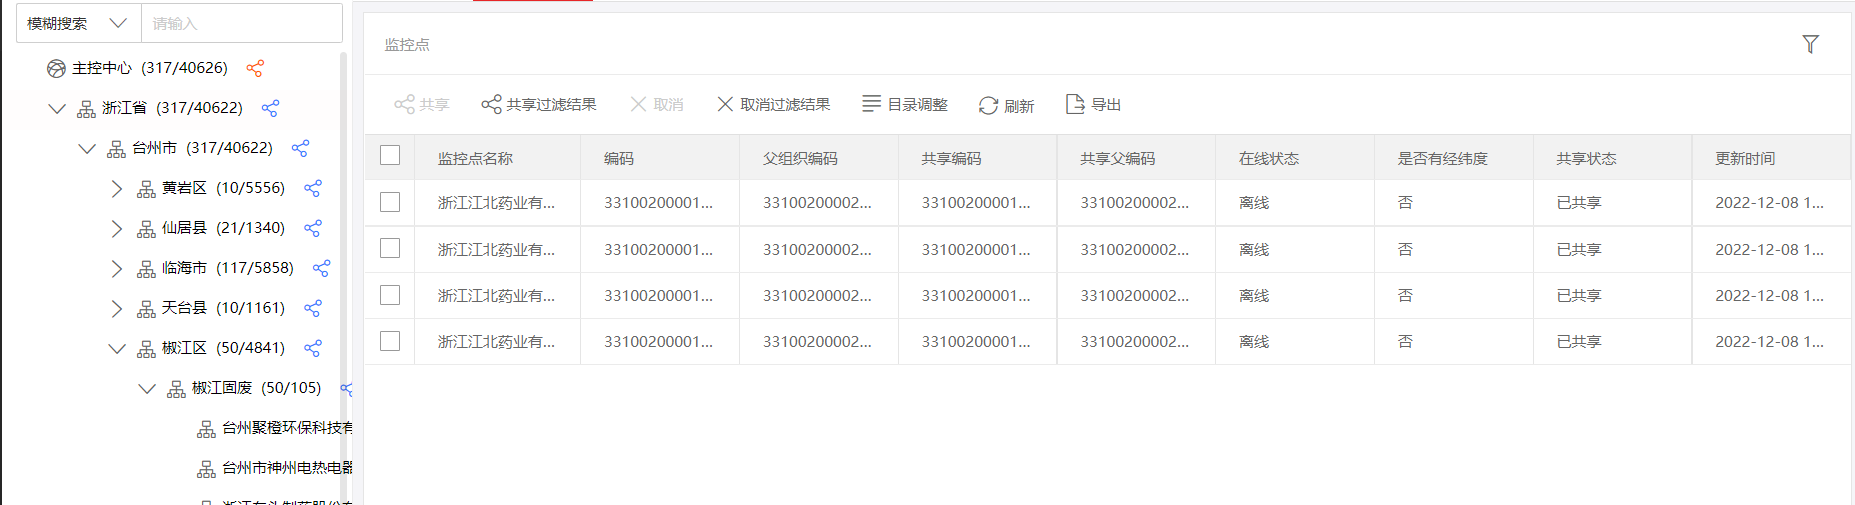 模糊搜索 请输入
主控中心 (317/40626)
浙江省 (317/40622)
台州市 (317/40622)
黄岩区 (10/5556)
仙居县 (21/1340)
临海市 (117/5858)
天台县 (10/1161)
椒江区 (50/4841)
椒江固废 (50/105)
台州聚橙环保科技有
台州市神州电热电器
监控点
共享 共享过滤结果 取消 取消过滤结果 目录调整 刷新 导出
监控点名称 编码 父组织编码 共享编码 共享父编码 在线状态 是否有经纬度 共享状态 更新时间
浙江江北药业有... 33100200001... 33100200002... 33100200001... 33100200002... 离线 否 已共享 2022-12-08 1...
浙江江北药业有... 33100200001... 33100200002... 33100200001... 33100200002... 离线 否 已共享 2022-12-08 1...
浙江江北药业有... 33100200001... 33100200002... 33100200001... 33100200002... 离线 否 已共享 2022-12-08 1...
浙江江北药业有... 33100200001... 33100200002... 33100200001... 33100200002... 离线 否 已共享 2022-12-08 1...